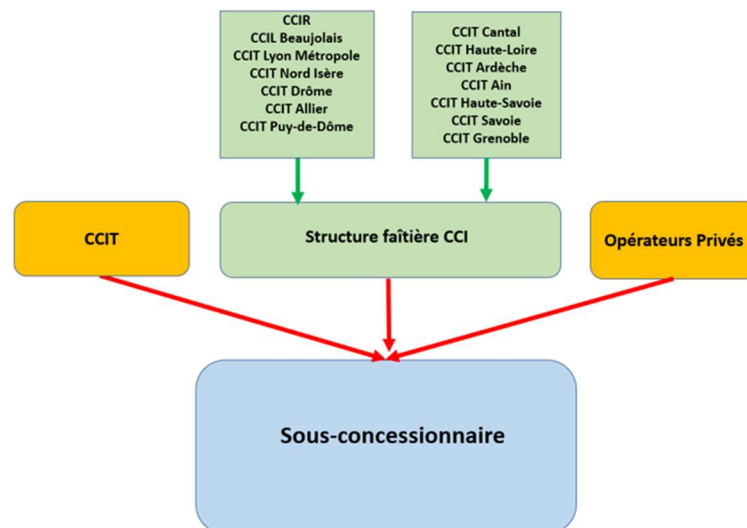 CCIR
CCIL Beaujolais
CCIT Lyon Métropole
CCIT Nord Isère
CCIT Drôme
CCIT Allier
CCIT Puy-de-Dôme
CCIT Cantal
CCIT Haute-Loire
CCIT Ardèche
CCIT Ain
CCIT Haute-Savoie
CCIT Savoie
CCIT Grenoble
CCIT
Structure faîtière CCI
Opérateurs Privés
Sous-concessionnaire